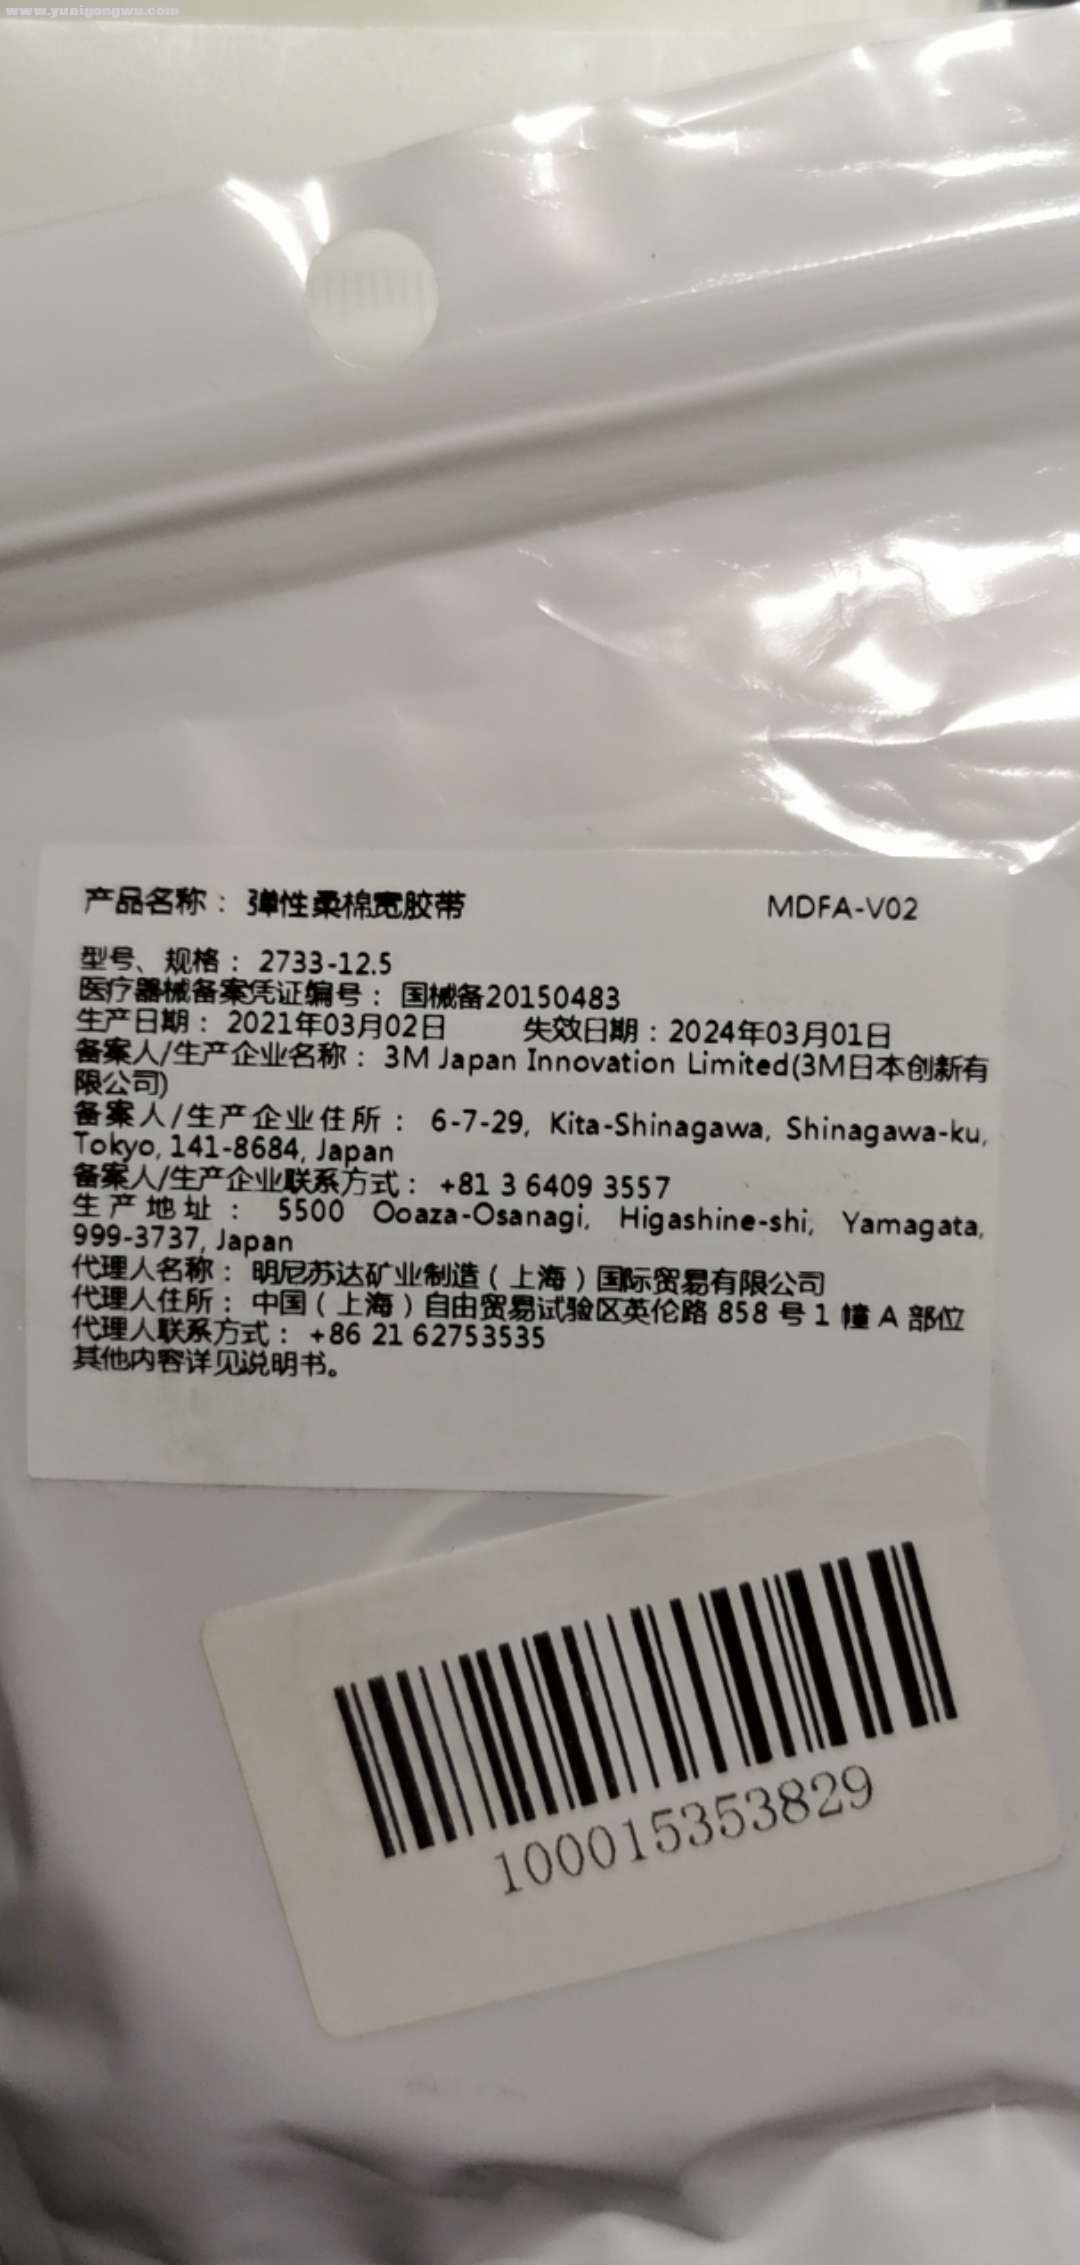 www.yuaigongwu.com
产品名称： 弹性柔棉宽胶带 MDFA-V02
型号、规格： 2733-12.5
医疗器械备案凭证编号： 国械备20150483
生产日期： 2021年03月02日 失效日期：2024年03月01日
备案人/生产企业名称： 3M Japan Innovation Limited(3M日本创新有
限公司)
备案人/生产企业住所： 6-7-29, Kita-Shinagawa, Shinagawa-ku,
Tokyo, 141-8684, Japan
备案人/生产企业联系方式： +81 3 6409 3557
生产地址： 5500 Ooaza-Osanagi, Higashine-shi, Yamagata,
999-3737, Japan
代理人名称： 明尼苏达矿业制造（上海）国际贸易有限公司
代理人住所： 中国（上海）自由贸易试验区英伦路 858 号 1 幢 A 部位
代理人联系方式： +86 21 62753535
其他内容详见说明书。
100015353829